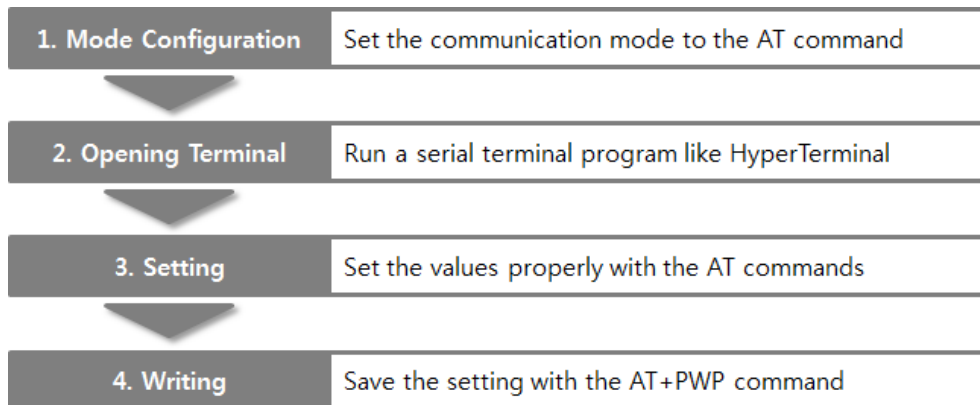 1. Mode Configuration Set the communication mode to the AT command
2. Opening Terminal Run a serial terminal program like HyperTerminal
3. Setting Set the values properly with the AT commands
4. Writing Save the setting with the AT+PWP command